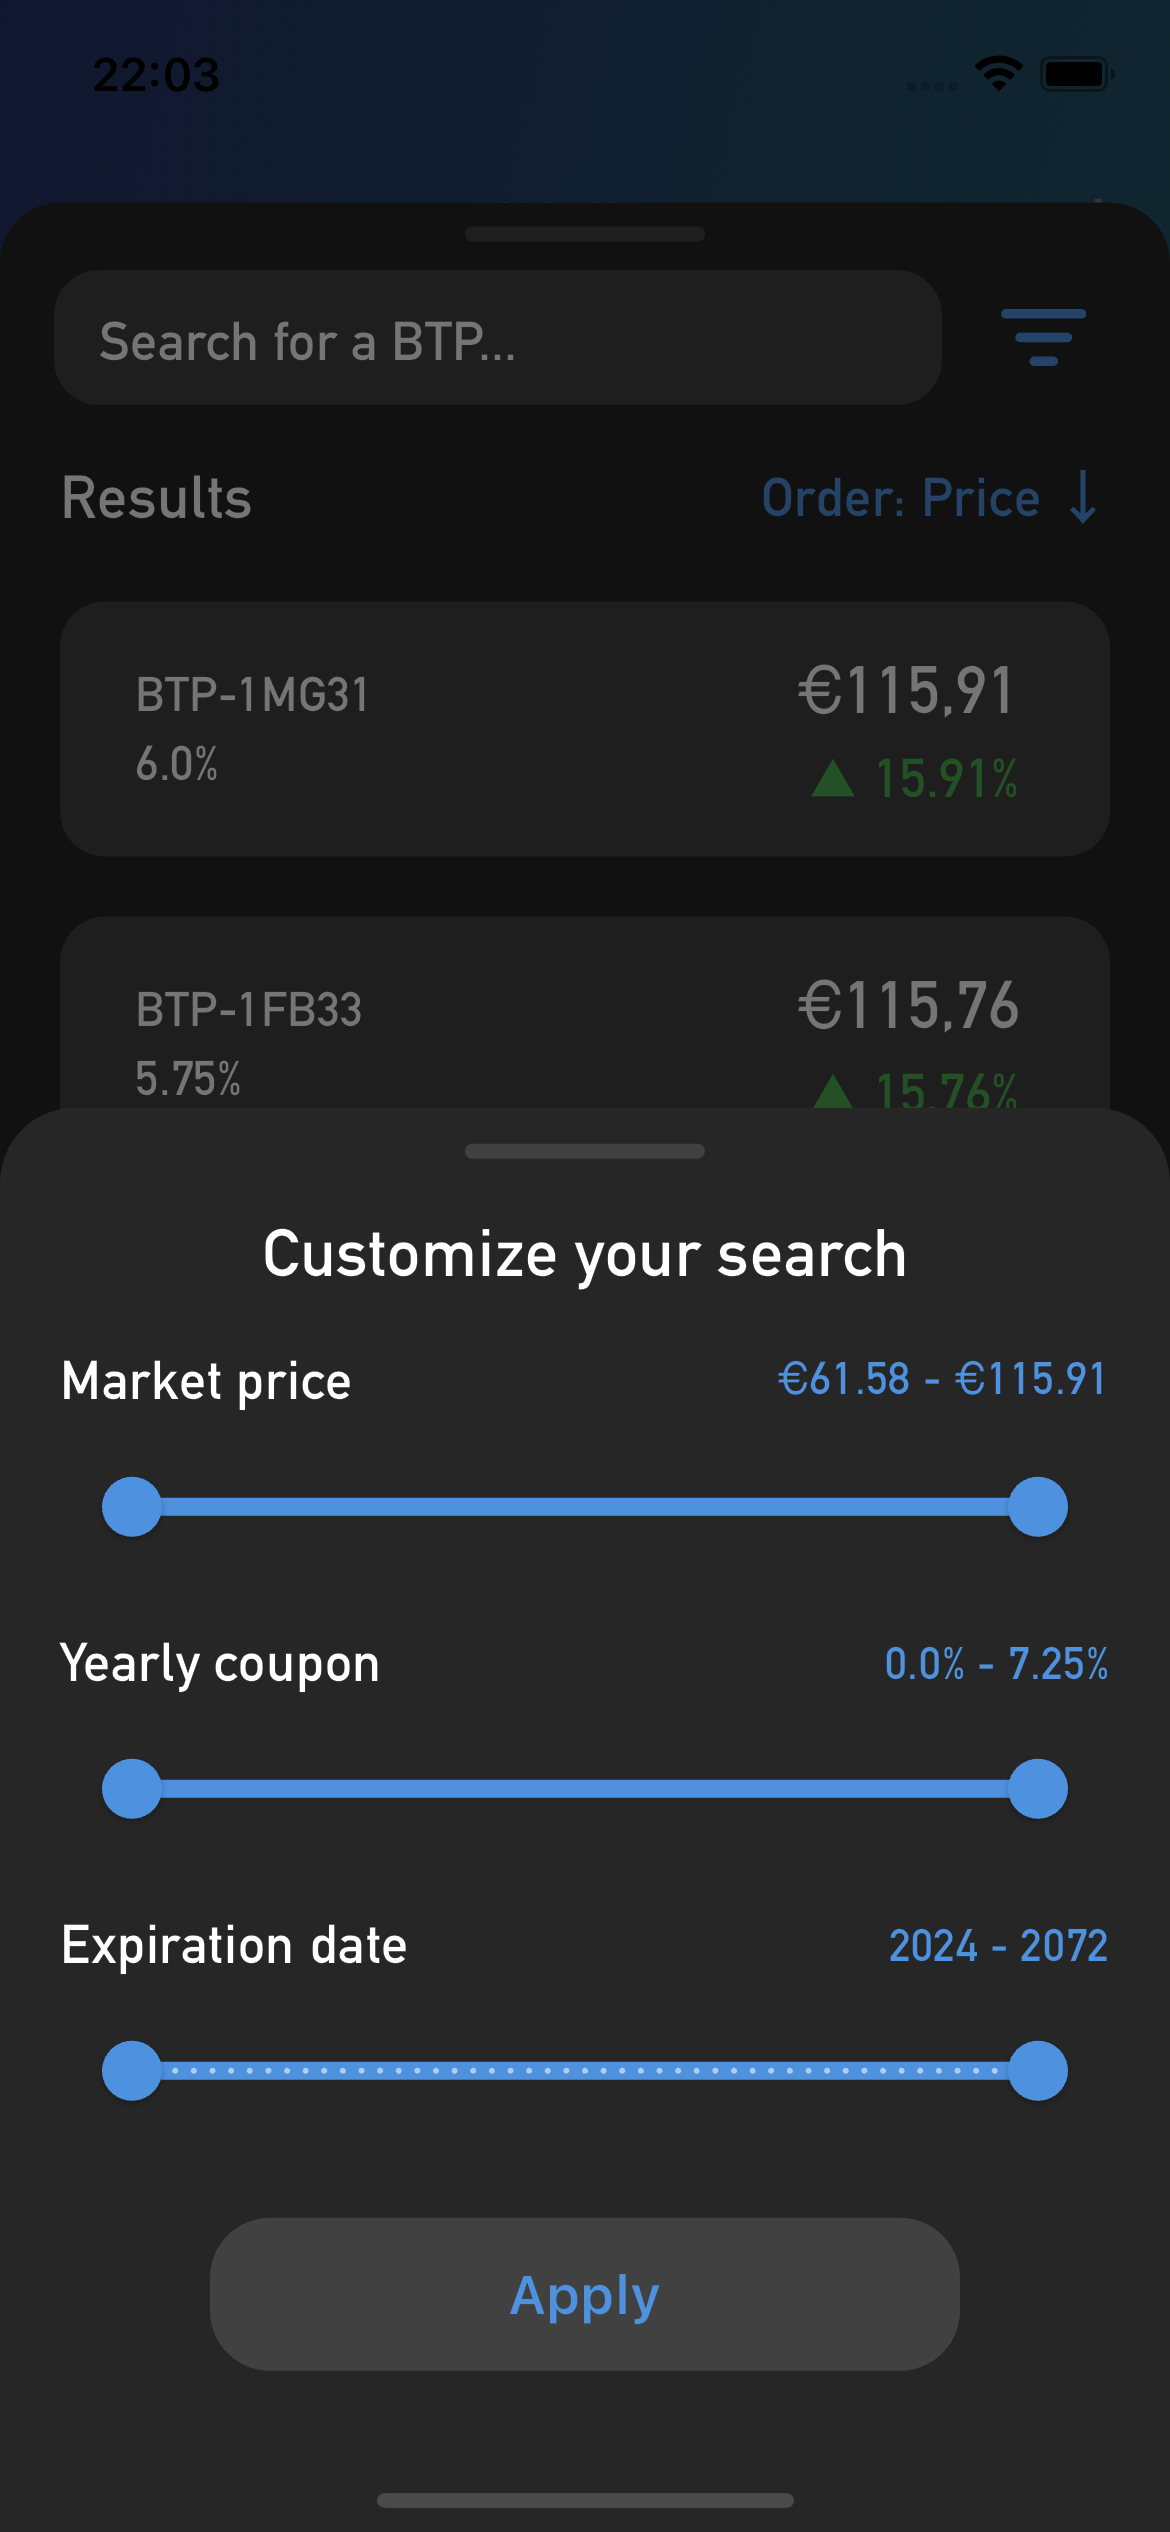 22:03
Search for a BTP...
Results
Order: Price ↓
BTP-1MG31
€115,91
6.0%
▲ 15.91%
BTP-1FB33
€115,76
5.75%
▲ 15.76%
Customize your search
Market price
€61.58 - €115.91
Yearly coupon
0.0% - 7.25%
Expiration date
2024 - 2072
Apply